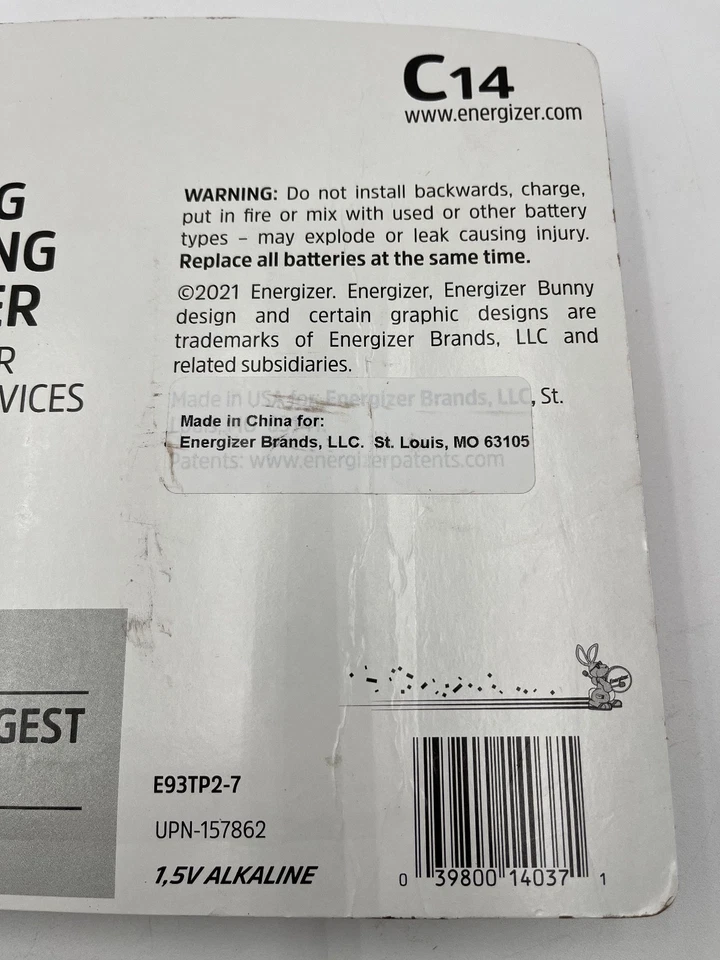 C14
www.energizer.com
G
NG
ER
R
VICES
WARNING: Do not install backwards, charge,
put in fire or mix with used or other battery
types – may explode or leak causing injury.
Replace all batteries at the same time.
©2021 Energizer. Energizer, Energizer Bunny
design and certain graphic designs are
trademarks of Energizer Brands, LLC and
related subsidiaries.
Made in USA for Energizer Brands, LLC, St.
Made in China for:
Energizer Brands, LLC. St. Louis, MO 63105
Patents: www.energizerpatents.com
GEST
Energizer
E93TP2-7
UPN-157862
1,5V ALKALINE
0 39800 14037 1